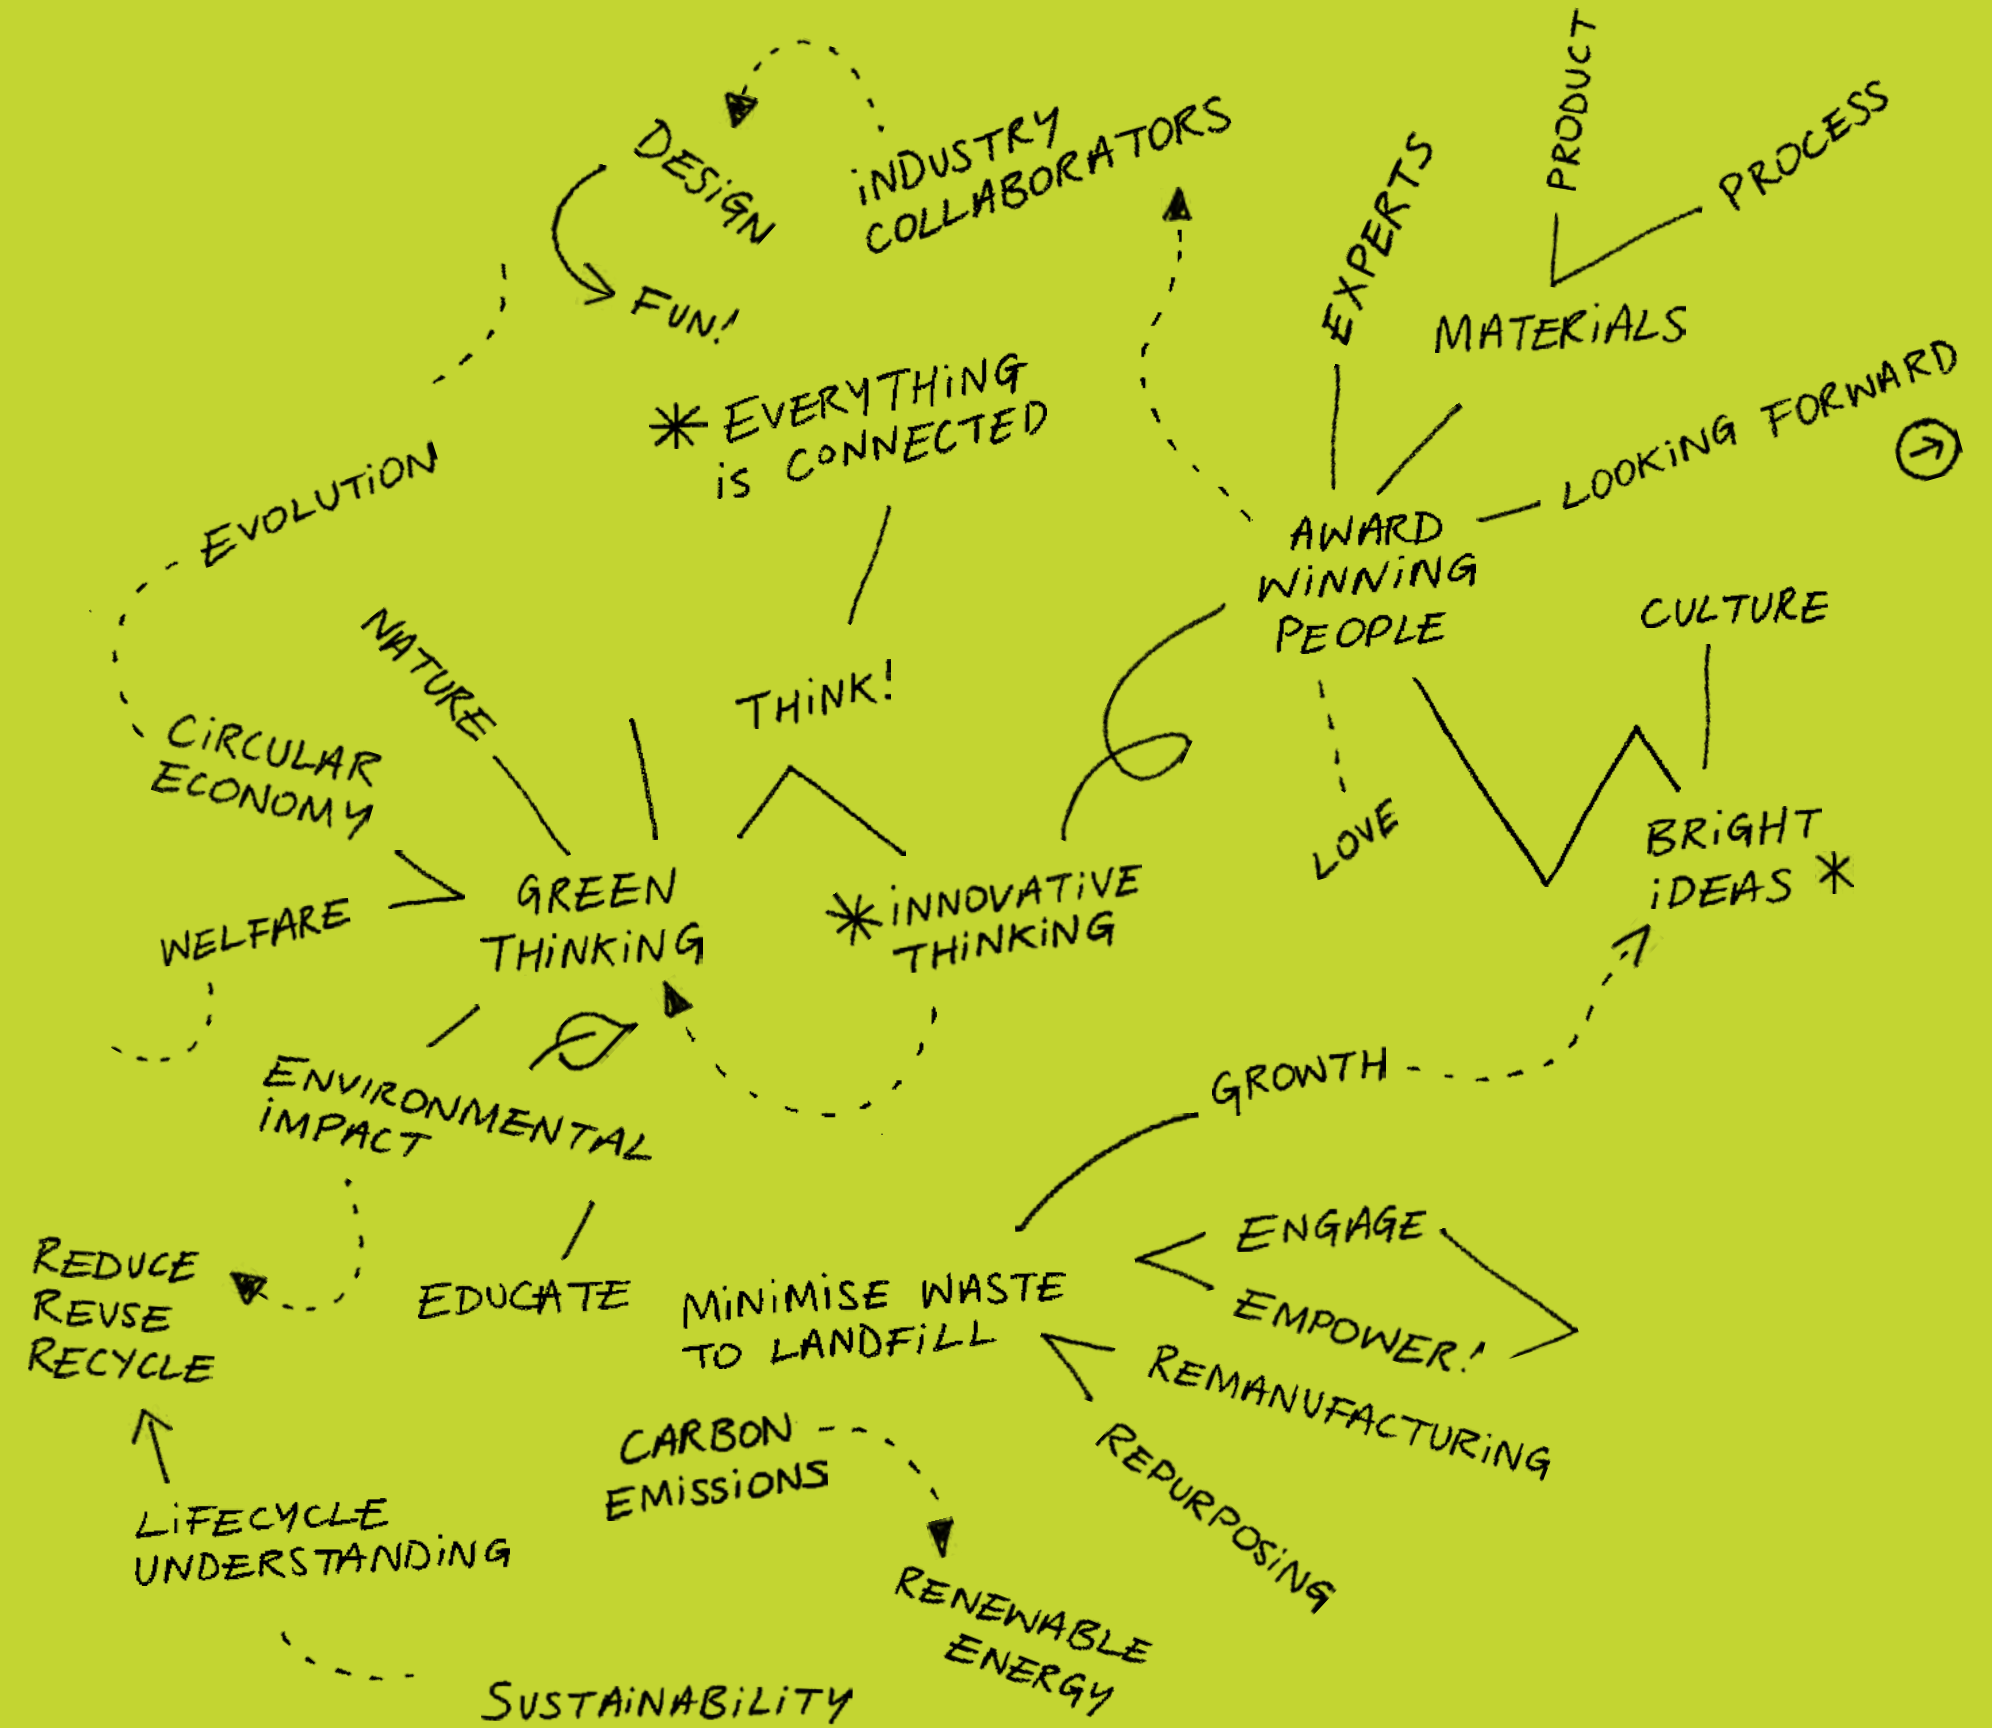 DESIGN
INDUSTRY
COLLABORATORS
FUN!
EXPERTS
PRODUCT
PROCESS
MATERIALS
LOOKING FORWARD
* EVERYTHING
IS CONNECTED
EVOLUTION
AWARD
WINNING
PEOPLE
CULTURE
NATURE
THINK!
CIRCULAR
ECONOMY
LOVE
BRIGHT
IDEAS *
WELFARE
GREEN
THINKING
* INNOVATIVE
THINKING
ENVIRONMENTAL
IMPACT
GROWTH
REDUCE
REUSE
RECYCLE
EDUCATE
MINIMISE WASTE
TO LANDFILL
ENGAGE
EMPOWER!
REMANUFACTURING
REPURPOSING
CARBON
EMISSIONS
LIFECYCLE
UNDERSTANDING
RENEWABLE
ENERGY
SUSTAINABILITY